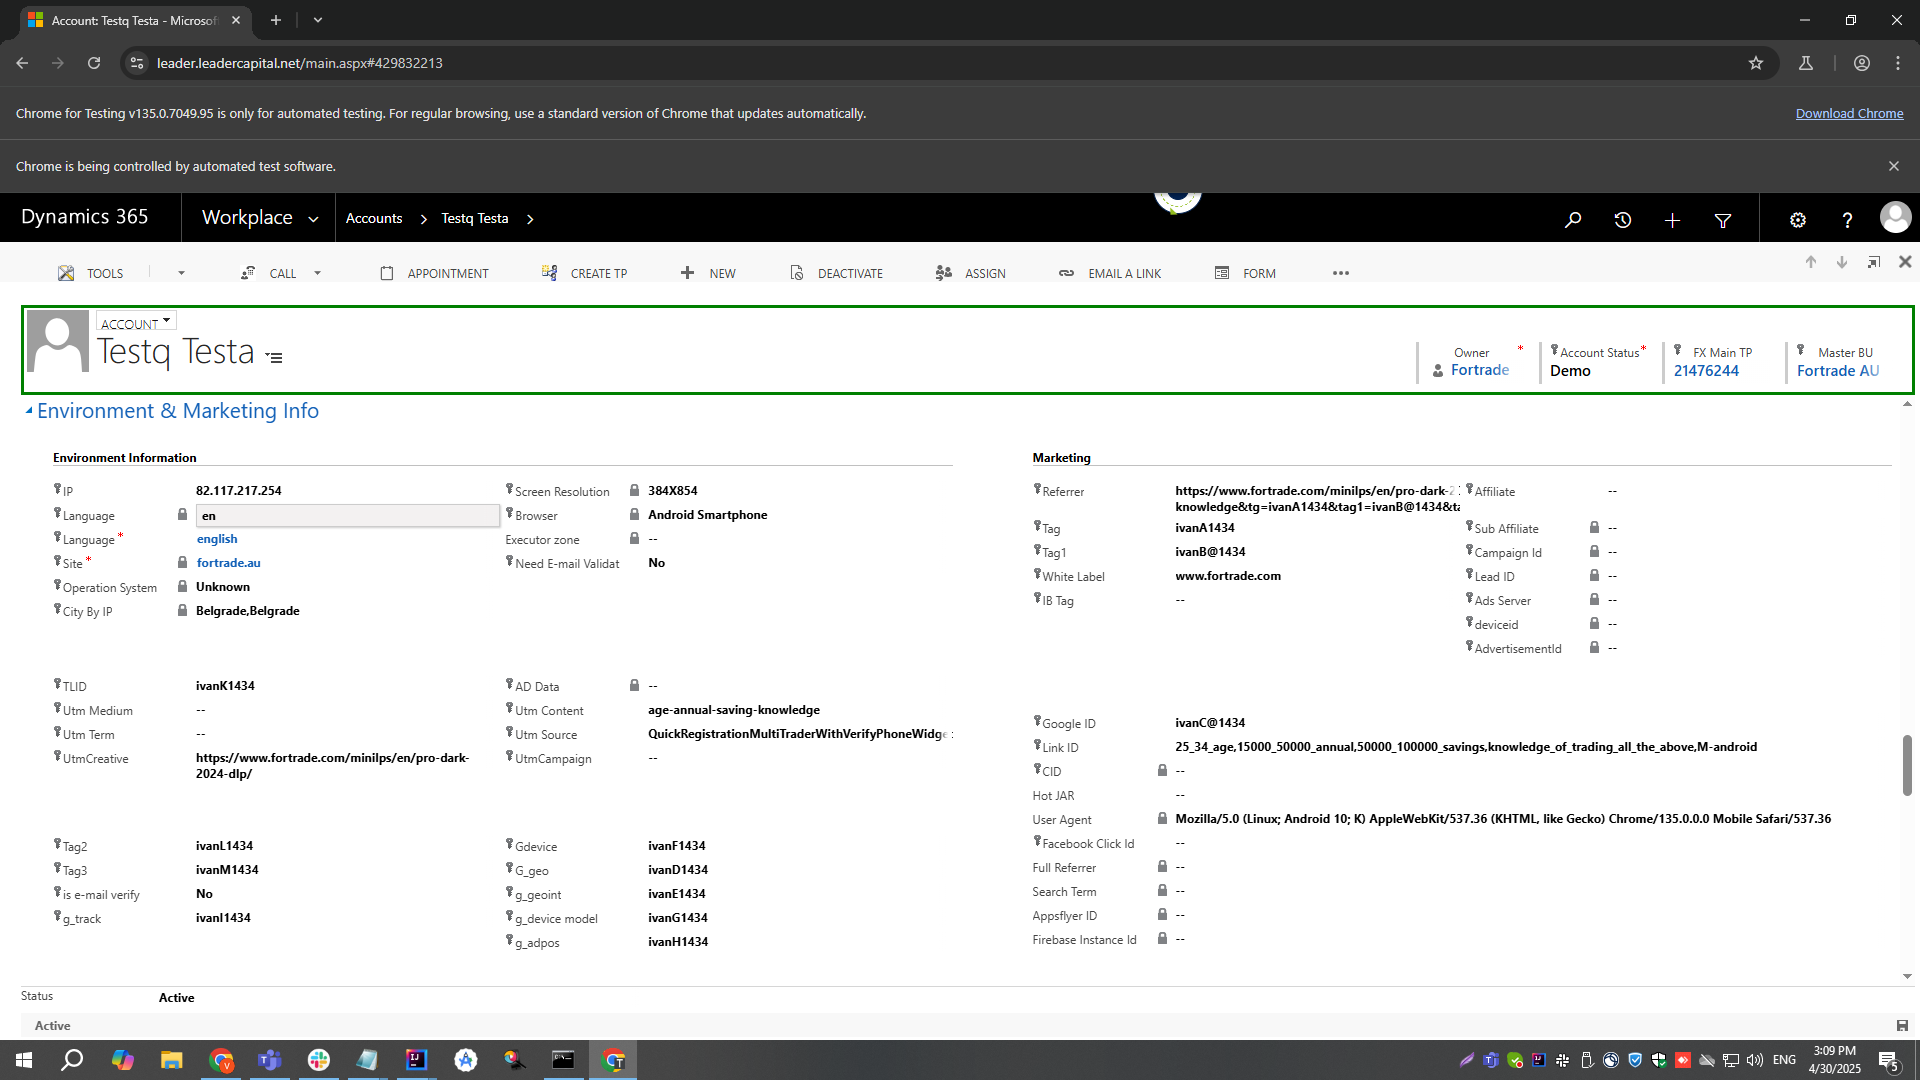 Account: Testq Testa - Microsof
leader.leadercapital.net/main.aspx#429832213
Chrome for Testing v135.0.7049.95 is only for automated testing. For regular browsing, use a standard version of Chrome that updates automatically.
Download Chrome
Chrome is being controlled by automated test software.
Dynamics 365
Workplace
Accounts
Testq Testa
TOOLS
CALL
APPOINTMENT
CREATE TP
NEW
DEACTIVATE
ASSIGN
EMAIL A LINK
FORM
ACCOUNT
Testq Testa
Owner *
Fortrade
Account Status *
Demo
FX Main TP
21476244
Master BU
Fortrade AU
Environment & Marketing Info
Environment Information
IP 82.117.217.254
Language en
Language * english
Site * fortrade.au
Operation System Unknown
City By IP Belgrade,Belgrade
Screen Resolution 384X854
Browser Android Smartphone
Executor zone --
Need E-mail Validat No
TLID ivanK1434
Utm Medium --
Utm Term --
UtmCreative https://www.fortrade.com/minilps/en/pro-dark-
2024-dlp/
AD Data --
Utm Content age-annual-saving-knowledge
Utm Source QuickRegistrationMultiTraderWithVerifyPhoneWidge
UtmCampaign --
Tag2 ivanL1434
Tag3 ivanM1434
is e-mail verify No
g_track ivanI1434
Gdevice ivanF1434
G_geo ivanD1434
g_geoint ivanE1434
g_device model ivanG1434
g_adpos ivanH1434
Marketing
Referrer https://www.fortrade.com/minilps/en/pro-dark-2
knowledge&tg=ivanA1434&tag1=ivanB@1434&ta
Tag ivanA1434
Tag1 ivanB@1434
White Label www.fortrade.com
IB Tag --
Affiliate --
Sub Affiliate --
Campaign Id --
Lead ID --
Ads Server --
deviceid --
AdvertisementId --
Google ID ivanC@1434
Link ID 25_34_age,15000_50000_annual,50000_100000_savings,knowledge_of_trading_all_the_above,M-android
CID --
Hot JAR --
User Agent Mozilla/5.0 (Linux; Android 10; K) AppleWebKit/537.36 (KHTML, like Gecko) Chrome/135.0.0.0 Mobile Safari/537.36
Facebook Click Id --
Full Referrer --
Search Term --
Appsflyer ID --
Firebase Instance Id --
Status Active
Active
ENG
3:09 PM
4/30/2025
5